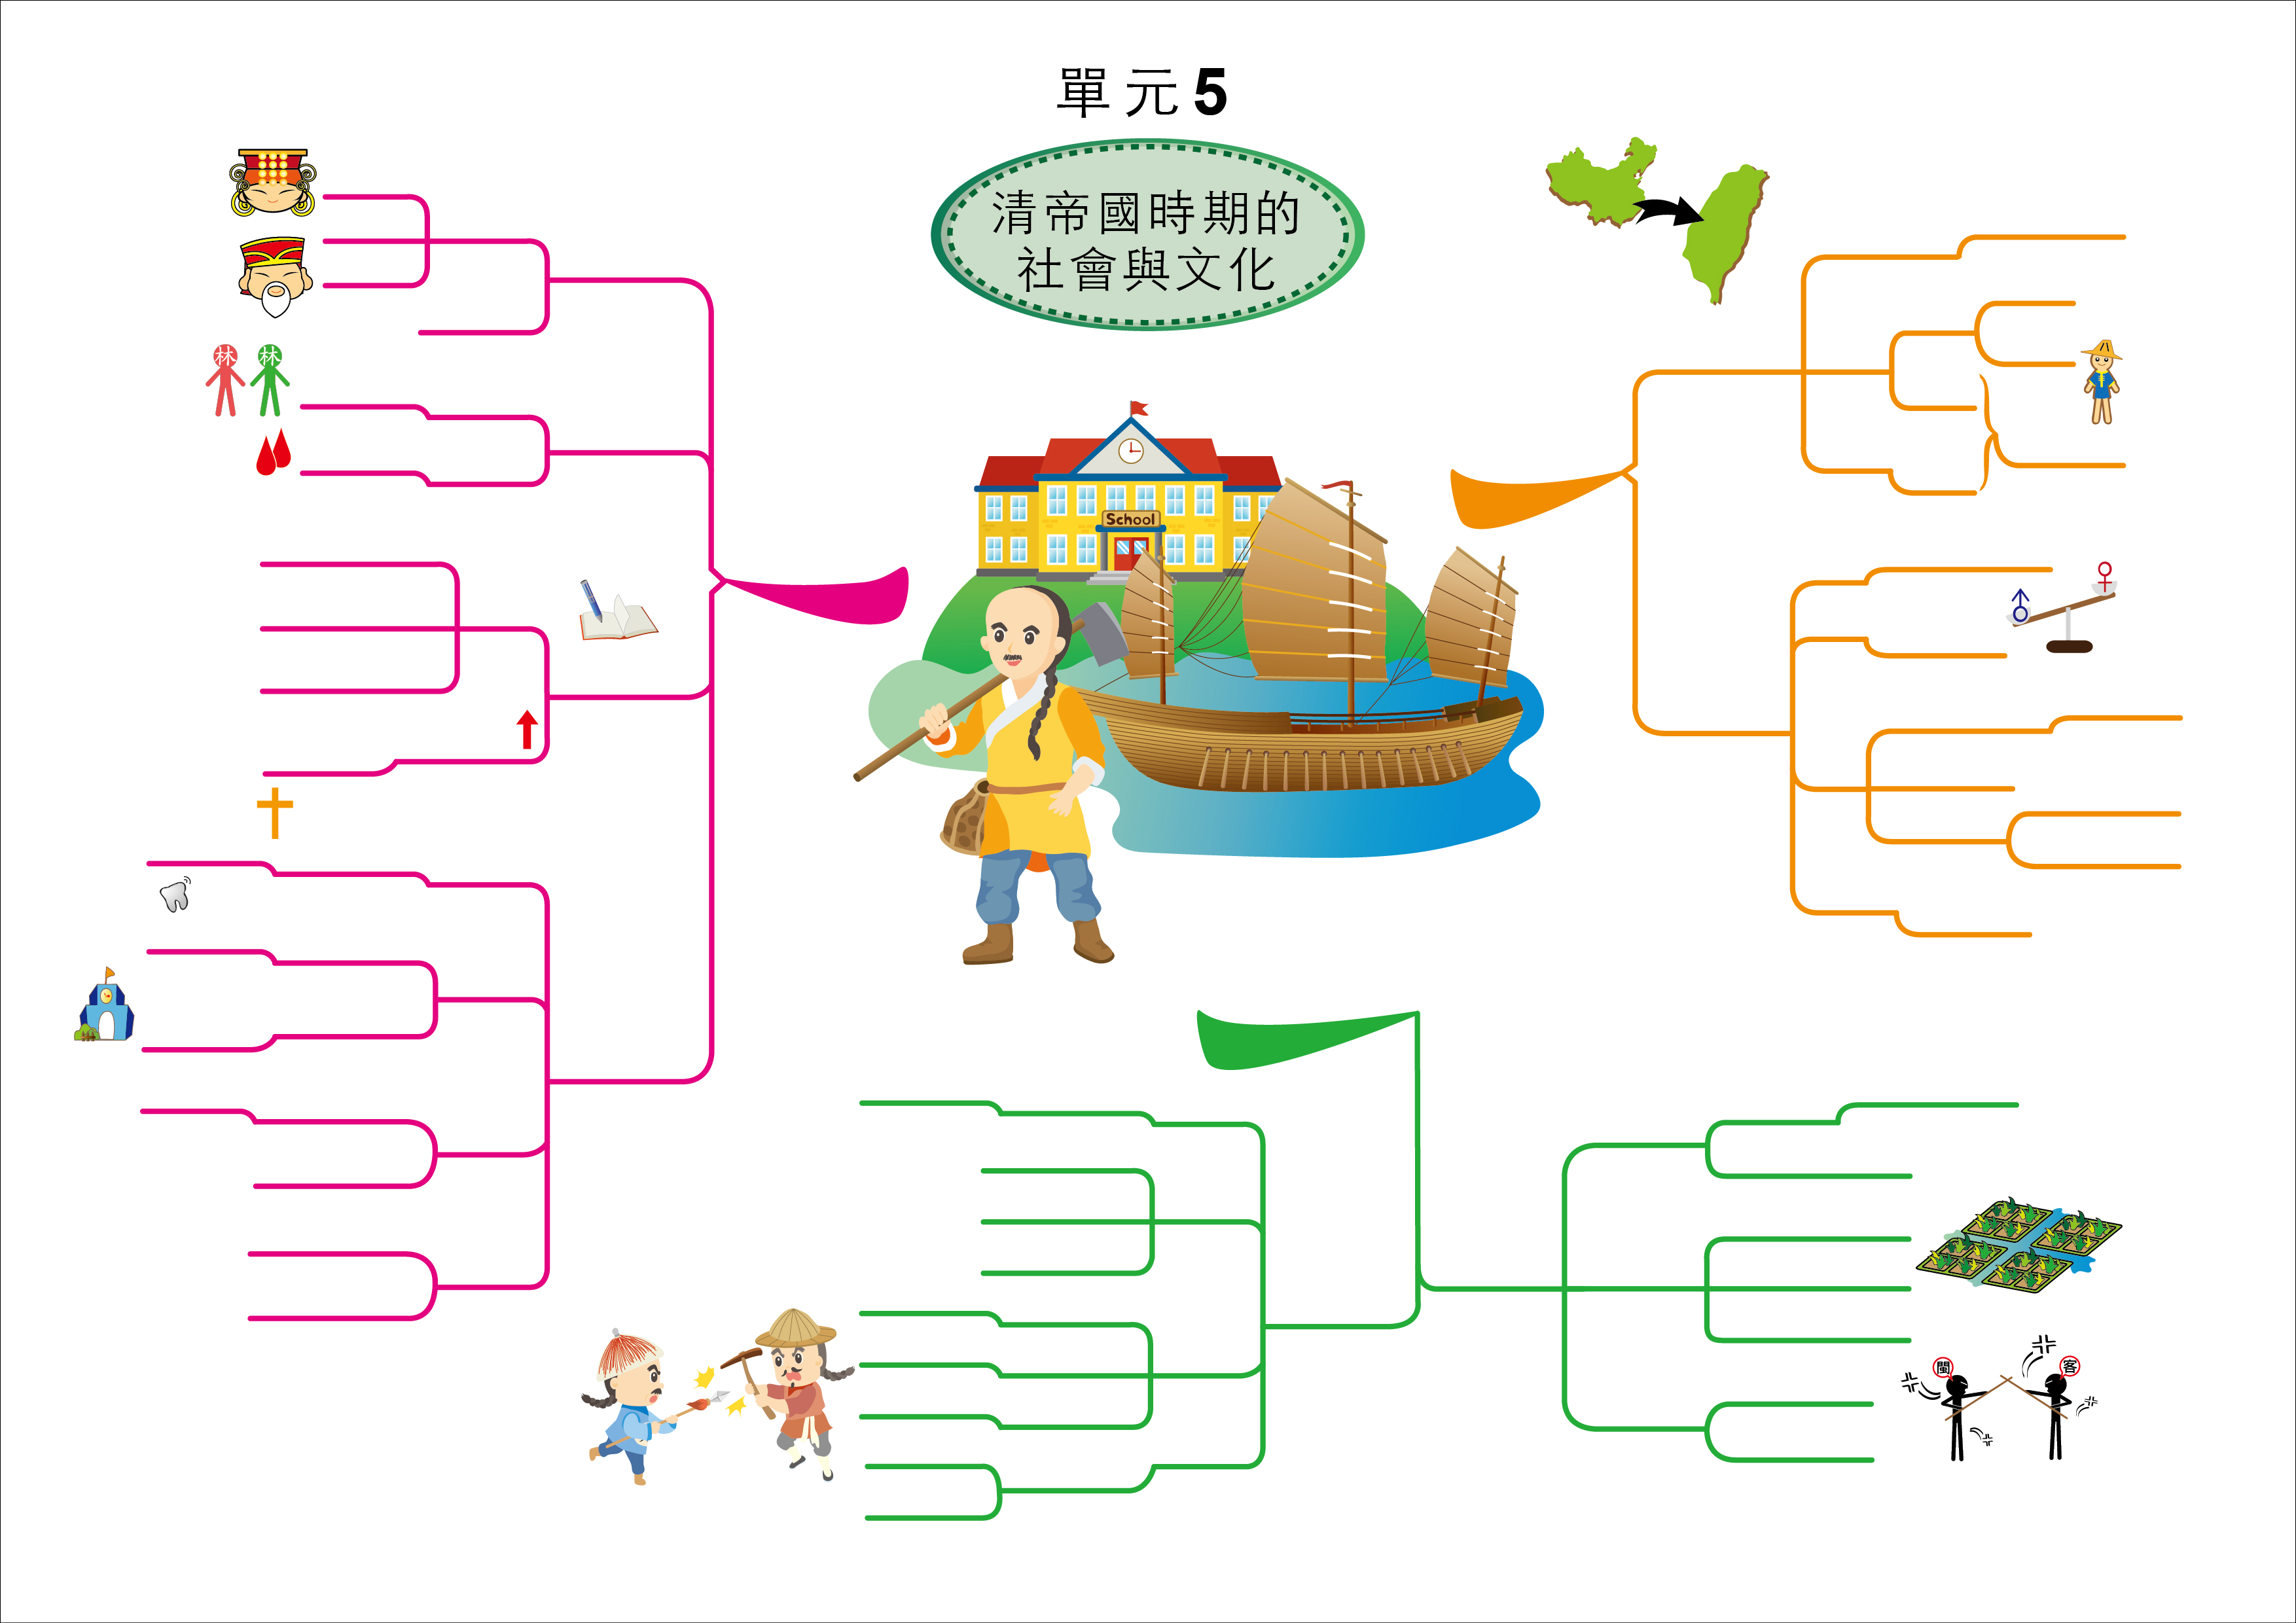 單元5
清帝國時期的
社會與文化
林 林
School
閩 客